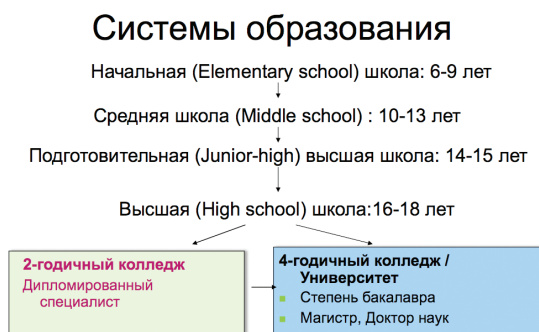 Системы образования
Начальная (Elementary school) школа: 6-9 лет
Средняя школа (Middle school) : 10-13 лет
Подготовительная (Junior-high) высшая школа: 14-15 лет
Высшая (High school) школа:16-18 лет
2-годичный колледж
Дипломированный
специалист
4-годичный колледж /
Университет
Степень бакалавра
Магистр, Доктор наук